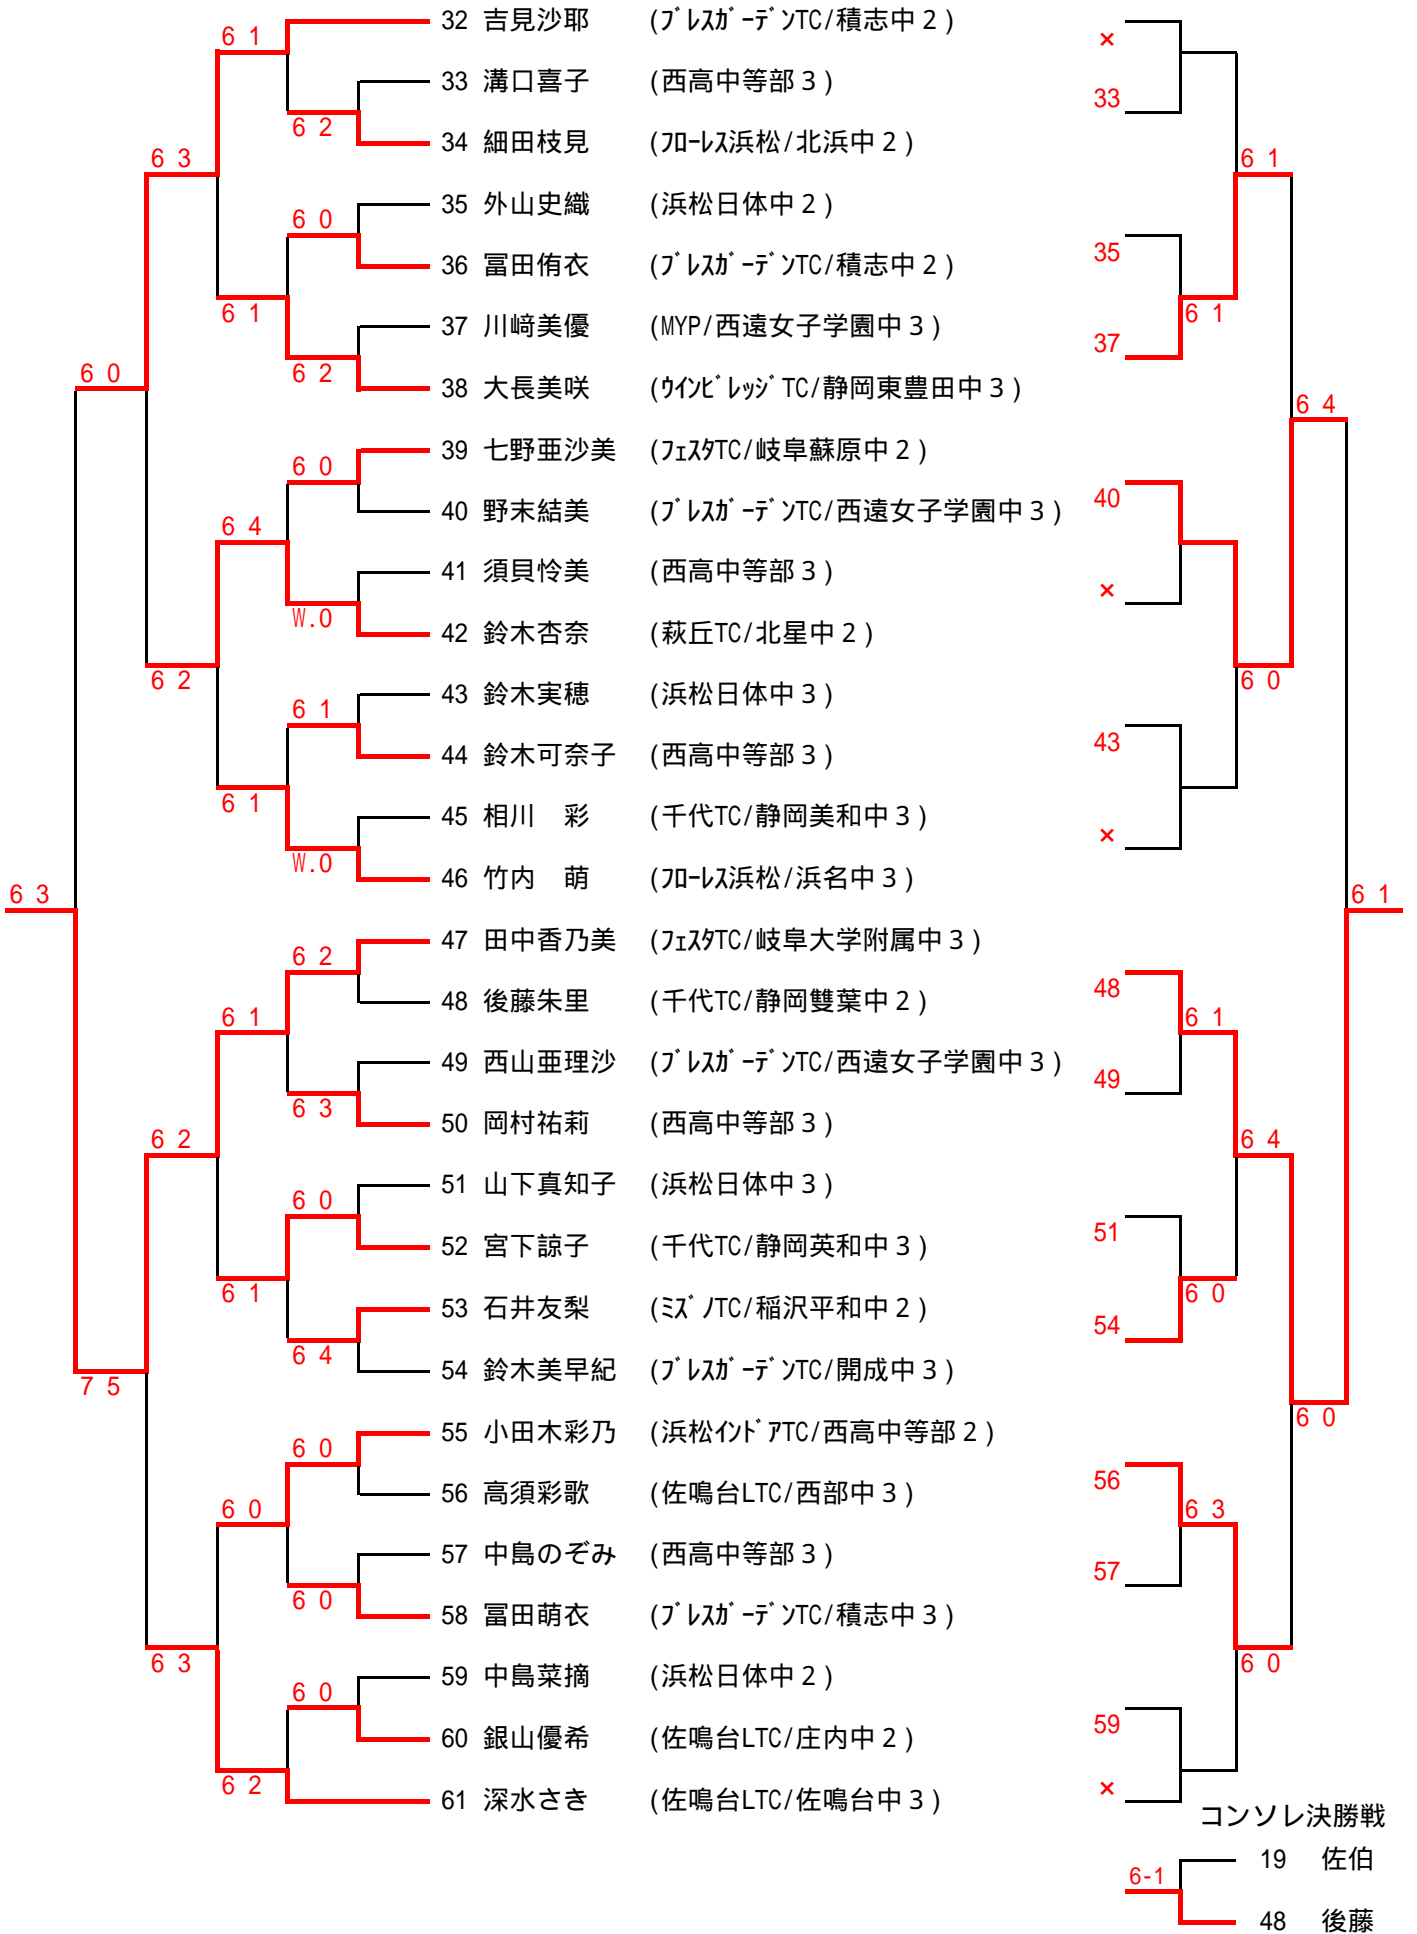 32 吉見沙耶 (ﾌﾞﾚｽｶﾞｰﾃﾞﾝTC/積志中２)
6 1
×
33 溝口喜子 (西高中等部３)
33
6 2
34 細田枝見 (ﾌﾛｰﾚｽ浜松/北浜中２)
6 3
6 1
35 外山史織 (浜松日体中２)
6 0
35
36 冨田侑衣 (ﾌﾞﾚｽｶﾞｰﾃﾞﾝTC/積志中２)
6 1
6 1
37 川﨑美優 (MYP/西遠女子学園中３)
37
6 0
6 2
38 大長美咲 (ｳｲﾝﾋﾞﾚｯｼﾞTC/静岡東豊田中３)
6 4
39 七野亜沙美 (ﾌｪｽﾀTC/岐阜蘇原中２)
6 0
40
40 野末結美 (ﾌﾞﾚｽｶﾞｰﾃﾞﾝTC/西遠女子学園中３)
6 4
41 須貝怜美 (西高中等部３)
×
W.0
42 鈴木杏奈 (萩丘TC/北星中２)
6 2
6 0
43 鈴木実穂 (浜松日体中３)
6 1
43
44 鈴木可奈子 (西高中等部３)
6 1
45 相川　彩 (千代TC/静岡美和中３)
×
W.0
46 竹内　萌 (ﾌﾛｰﾚｽ浜松/浜名中３)
6 3
6 1
47 田中香乃美 (ﾌｪｽﾀTC/岐阜大学附属中３)
6 2
48
48 後藤朱里 (千代TC/静岡雙葉中２)
6 1
6 1
49 西山亜理沙 (ﾌﾞﾚｽｶﾞｰﾃﾞﾝTC/西遠女子学園中３)
49
6 3
50 岡村祐莉 (西高中等部３)
6 2
6 4
51 山下真知子 (浜松日体中３)
6 0
51
52 宮下諒子 (千代TC/静岡英和中３)
6 1
6 0
53 石井友梨 (ﾐｽﾞﾉTC/稲沢平和中２)
54
6 4
54 鈴木美早紀 (ﾌﾞﾚｽｶﾞｰﾃﾞﾝTC/開成中３)
7 5
6 0
55 小田木彩乃 (浜松ｲﾝﾄﾞｱTC/西高中等部２)
6 0
56
56 高須彩歌 (佐鳴台LTC/西部中３)
6 0
6 3
57 中島のぞみ (西高中等部３)
57
6 0
58 冨田萌衣 (ﾌﾞﾚｽｶﾞｰﾃﾞﾝTC/積志中３)
6 3
6 0
59 中島菜摘 (浜松日体中２)
6 0
59
60 銀山優希 (佐鳴台LTC/庄内中２)
6 2
×
61 深水さき (佐鳴台LTC/佐鳴台中３)
コンソレ決勝戦
19 佐伯
6-1
48 後藤